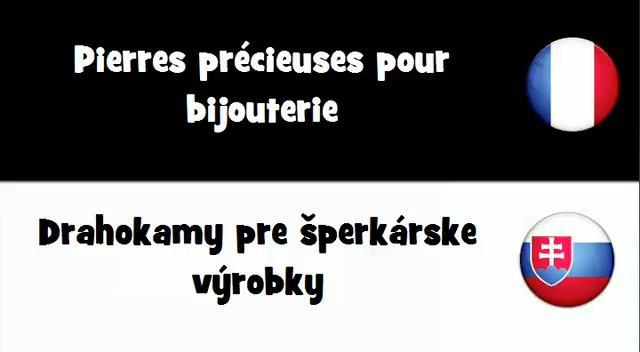 Pierres précieuses pour
bijouterie
Drahokamy pre šperkárske
výrobky